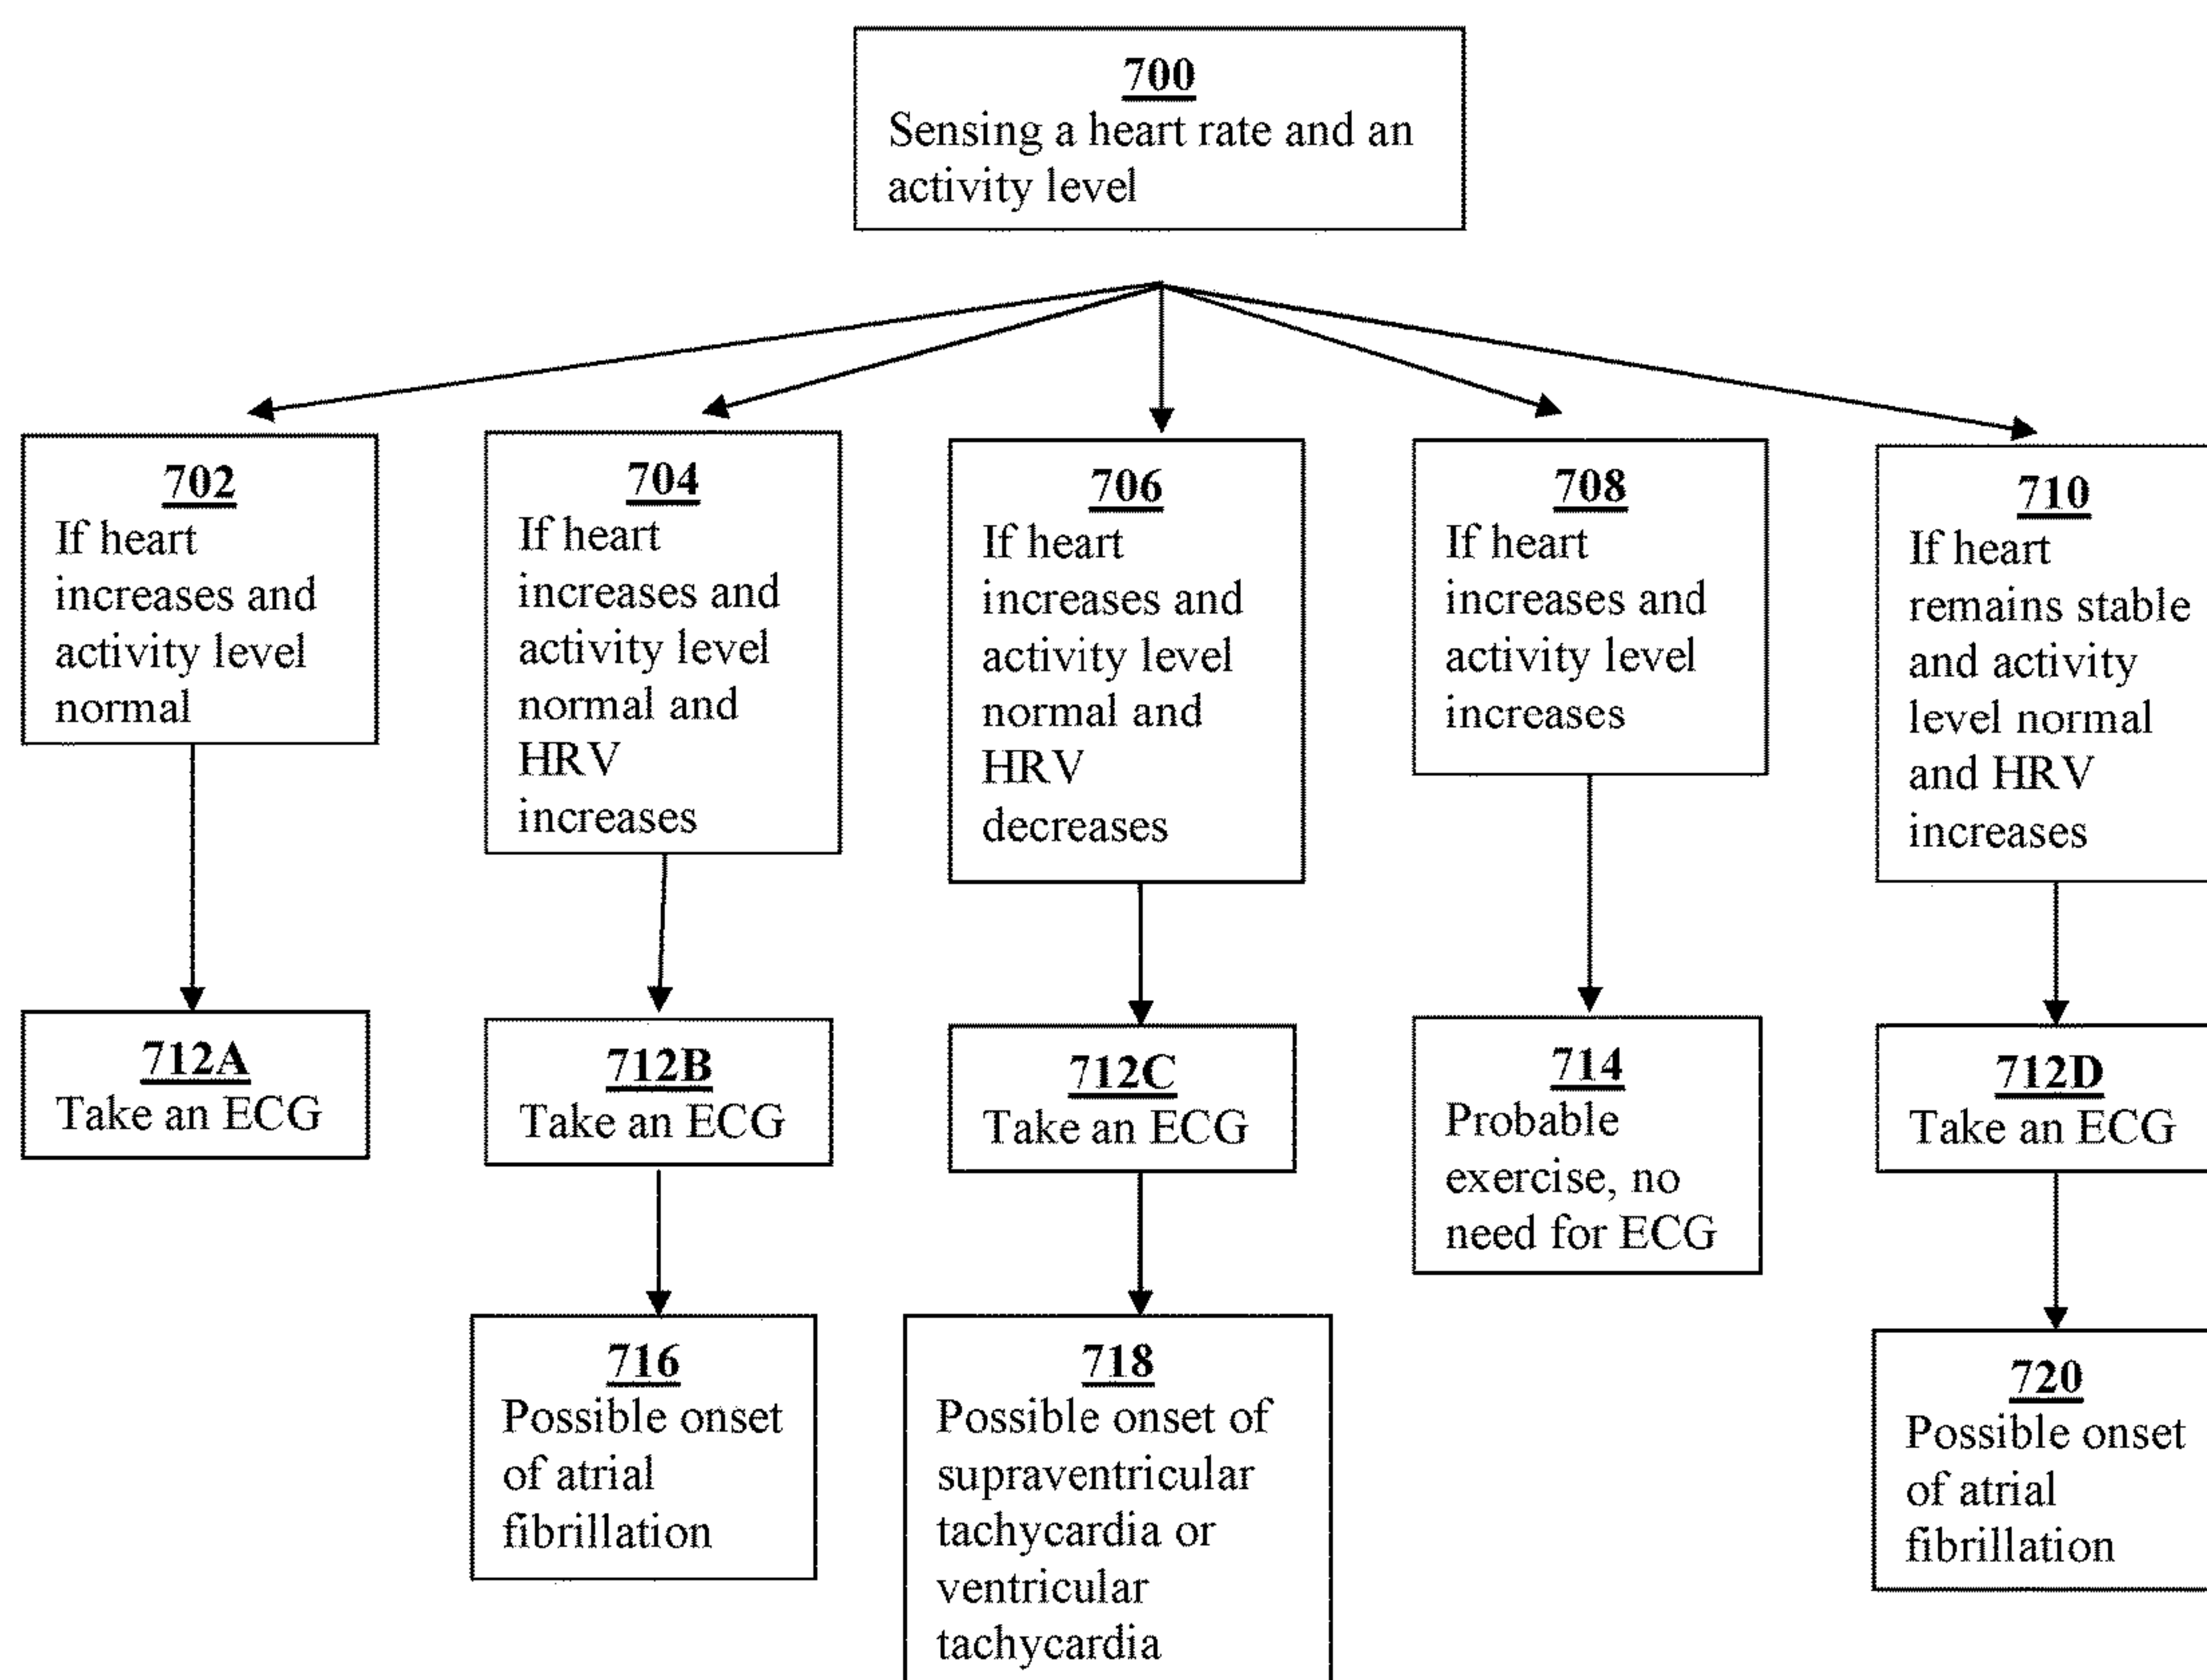 700
Sensing a heart rate and an
activity level
702
If heart
increases and
activity level
normal
704
If heart
increases and
activity level
normal and
HRV
increases
706
If heart
increases and
activity level
normal and
HRV
decreases
708
If heart
increases and
activity level
increases
710
If heart
remains stable
and activity
level normal
and HRV
increases
712A
Take an ECG
712B
Take an ECG
712C
Take an ECG
714
Probable
exercise, no
need for ECG
712D
Take an ECG
716
Possible onset
of atrial
fibrillation
718
Possible onset of
supraventricular
tachycardia or
ventricular
tachycardia
720
Possible onset
of atrial
fibrillation